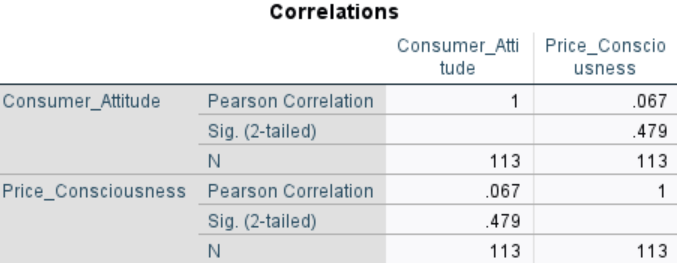 Correlations
Consumer_Atti Price_Conscio
tude usness
Consumer_Attitude Pearson Correlation 1 .067
Sig. (2-tailed) .479
N 113 113
Price_Consciousness Pearson Correlation .067 1
Sig. (2-tailed) .479
N 113 113